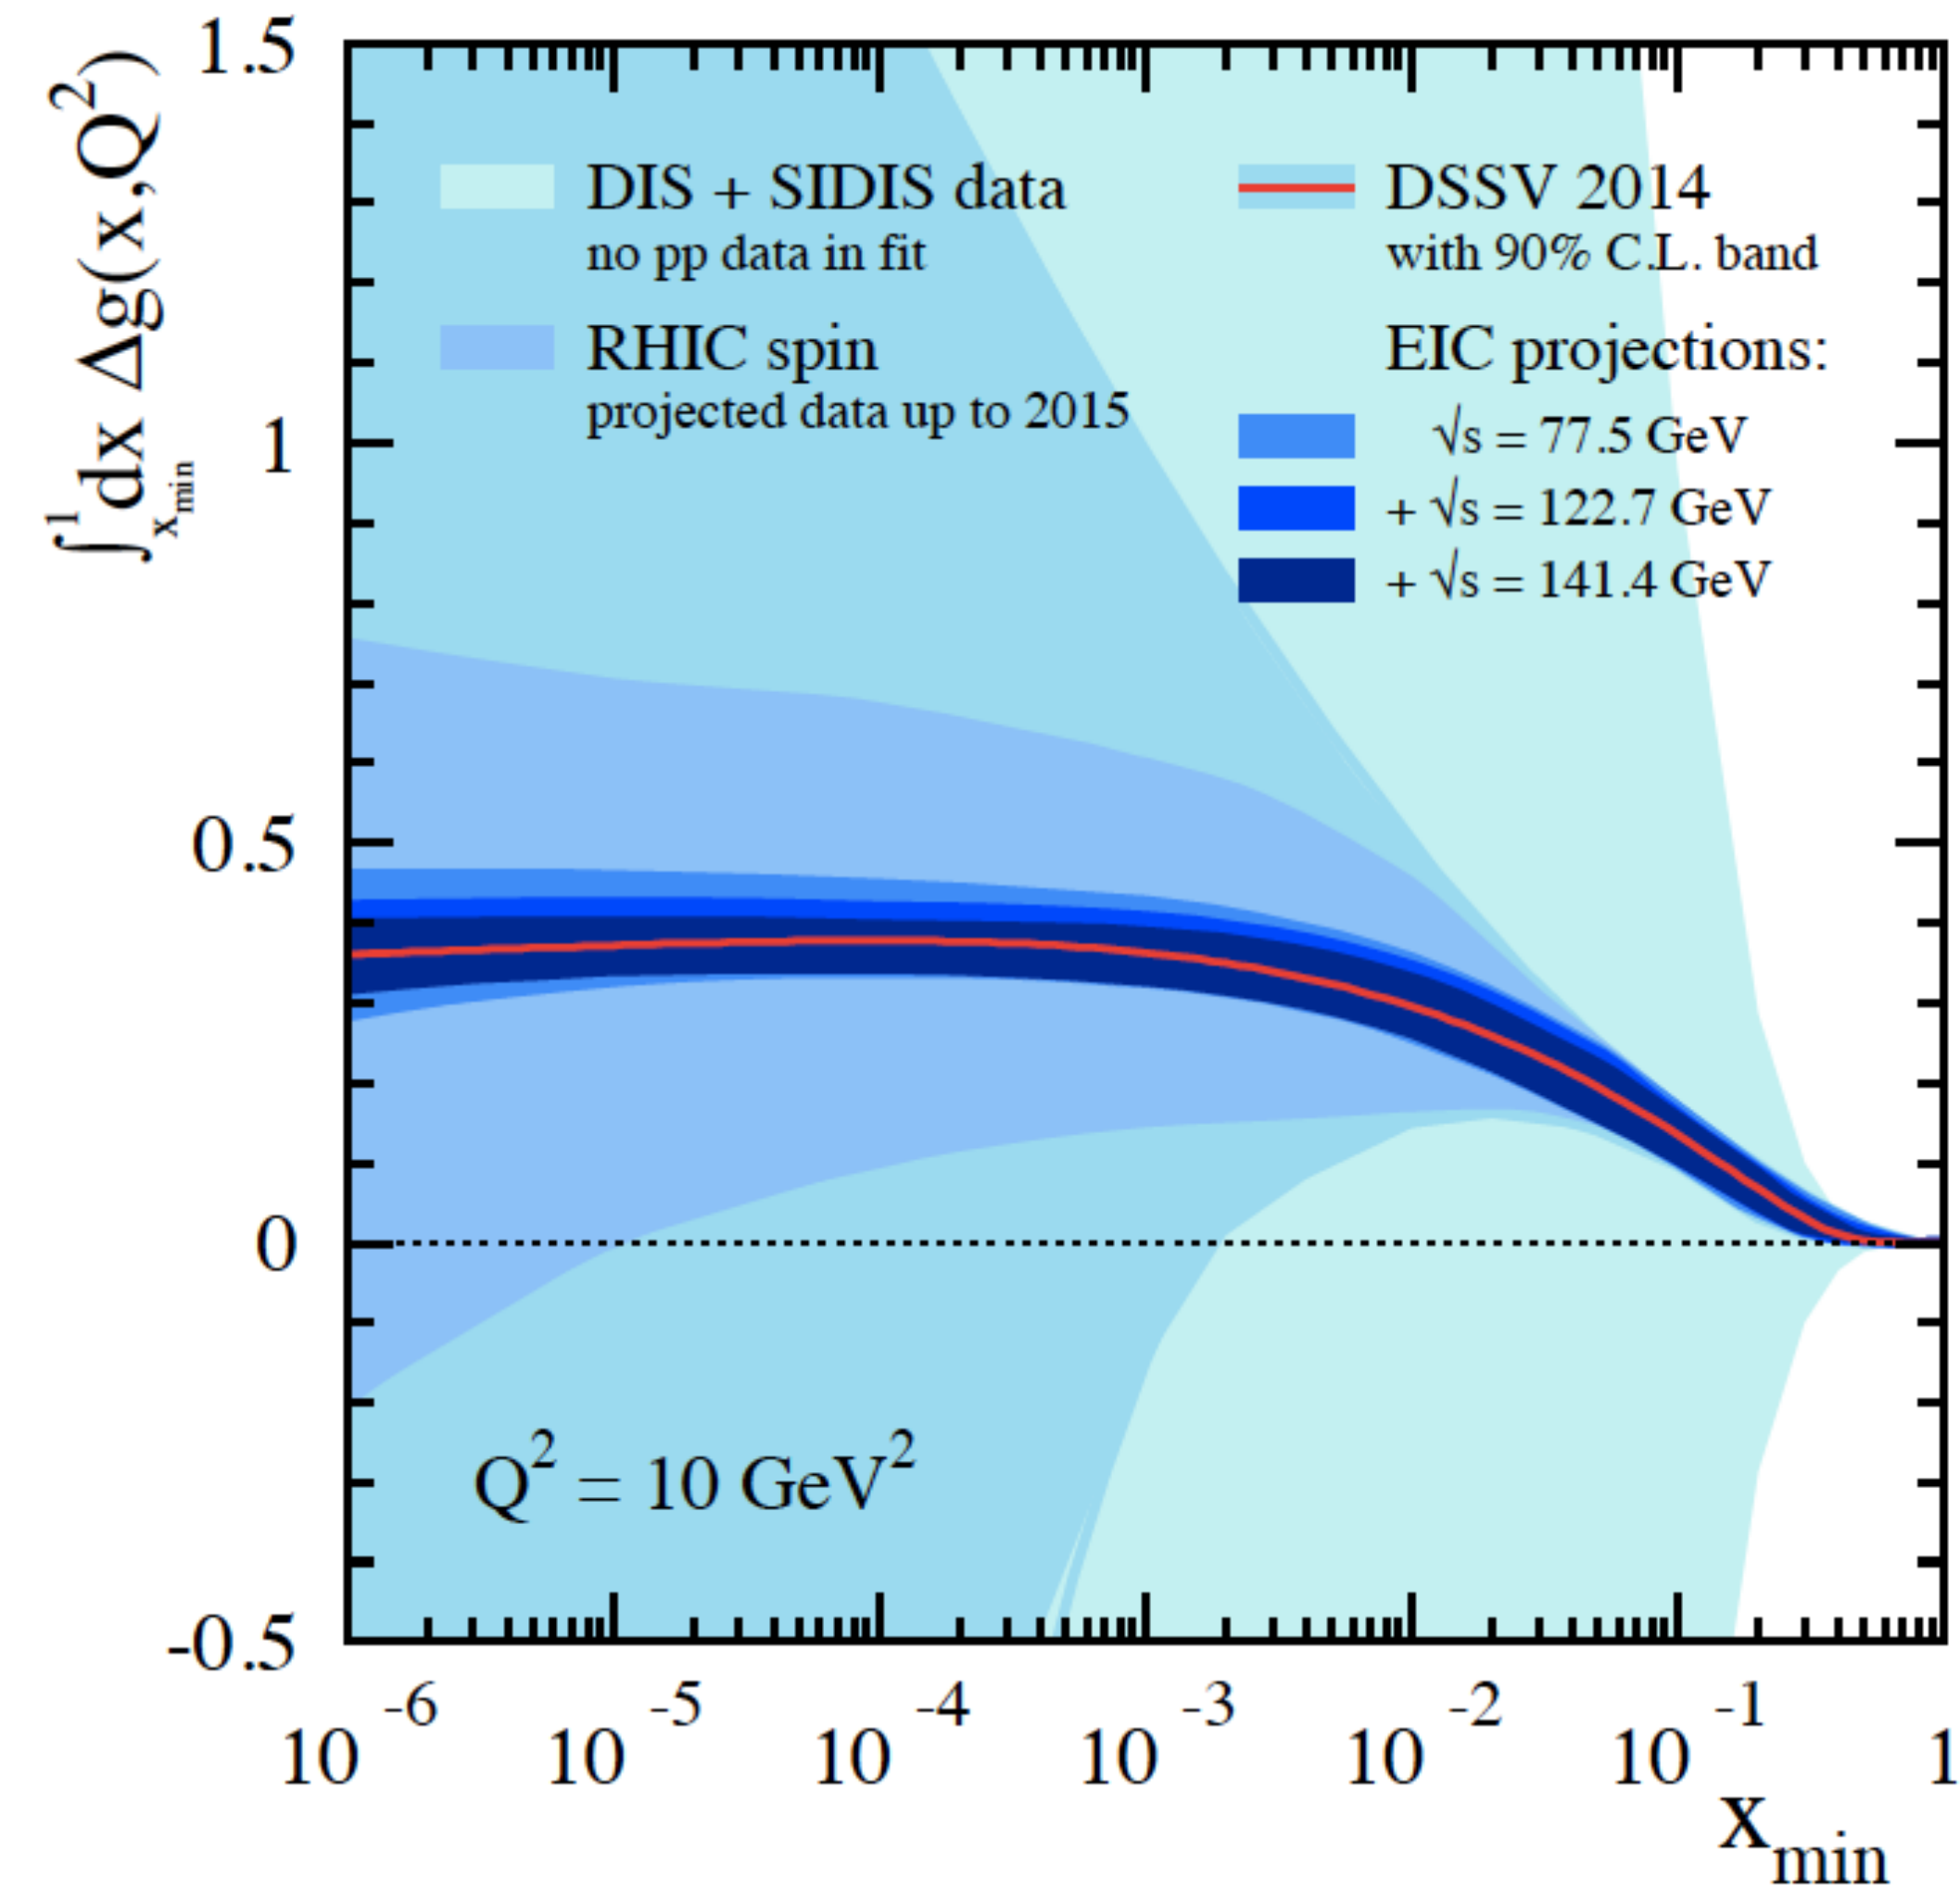 ∫¹ₓₘᵢₙ dx Δg(x,Q²)
1.5
1
0.5
0
-0.5
DIS + SIDIS data
no pp data in fit
RHIC spin
projected data up to 2015
DSSV 2014
with 90% C.L. band
EIC projections:
√s = 77.5 GeV
+ √s = 122.7 GeV
+ √s = 141.4 GeV
Q² = 10 GeV²
10⁻⁶ 10⁻⁵ 10⁻⁴ 10⁻³ 10⁻² 10⁻¹ 1
xₘᵢₙ